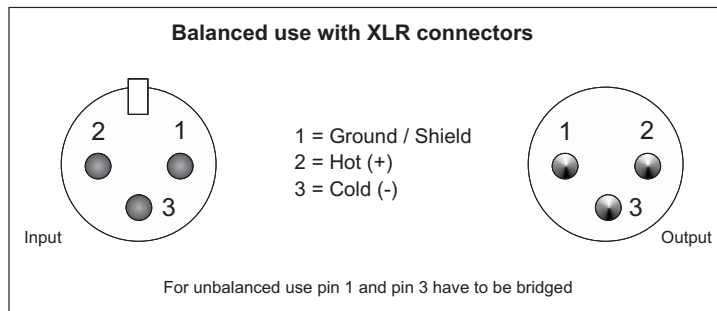 Balanced use with XLR connectors
2 1
3
Input
1 = Ground / Shield
2 = Hot (+)
3 = Cold (-)
1 2
3
Output
For unbalanced use pin 1 and pin 3 have to be bridged